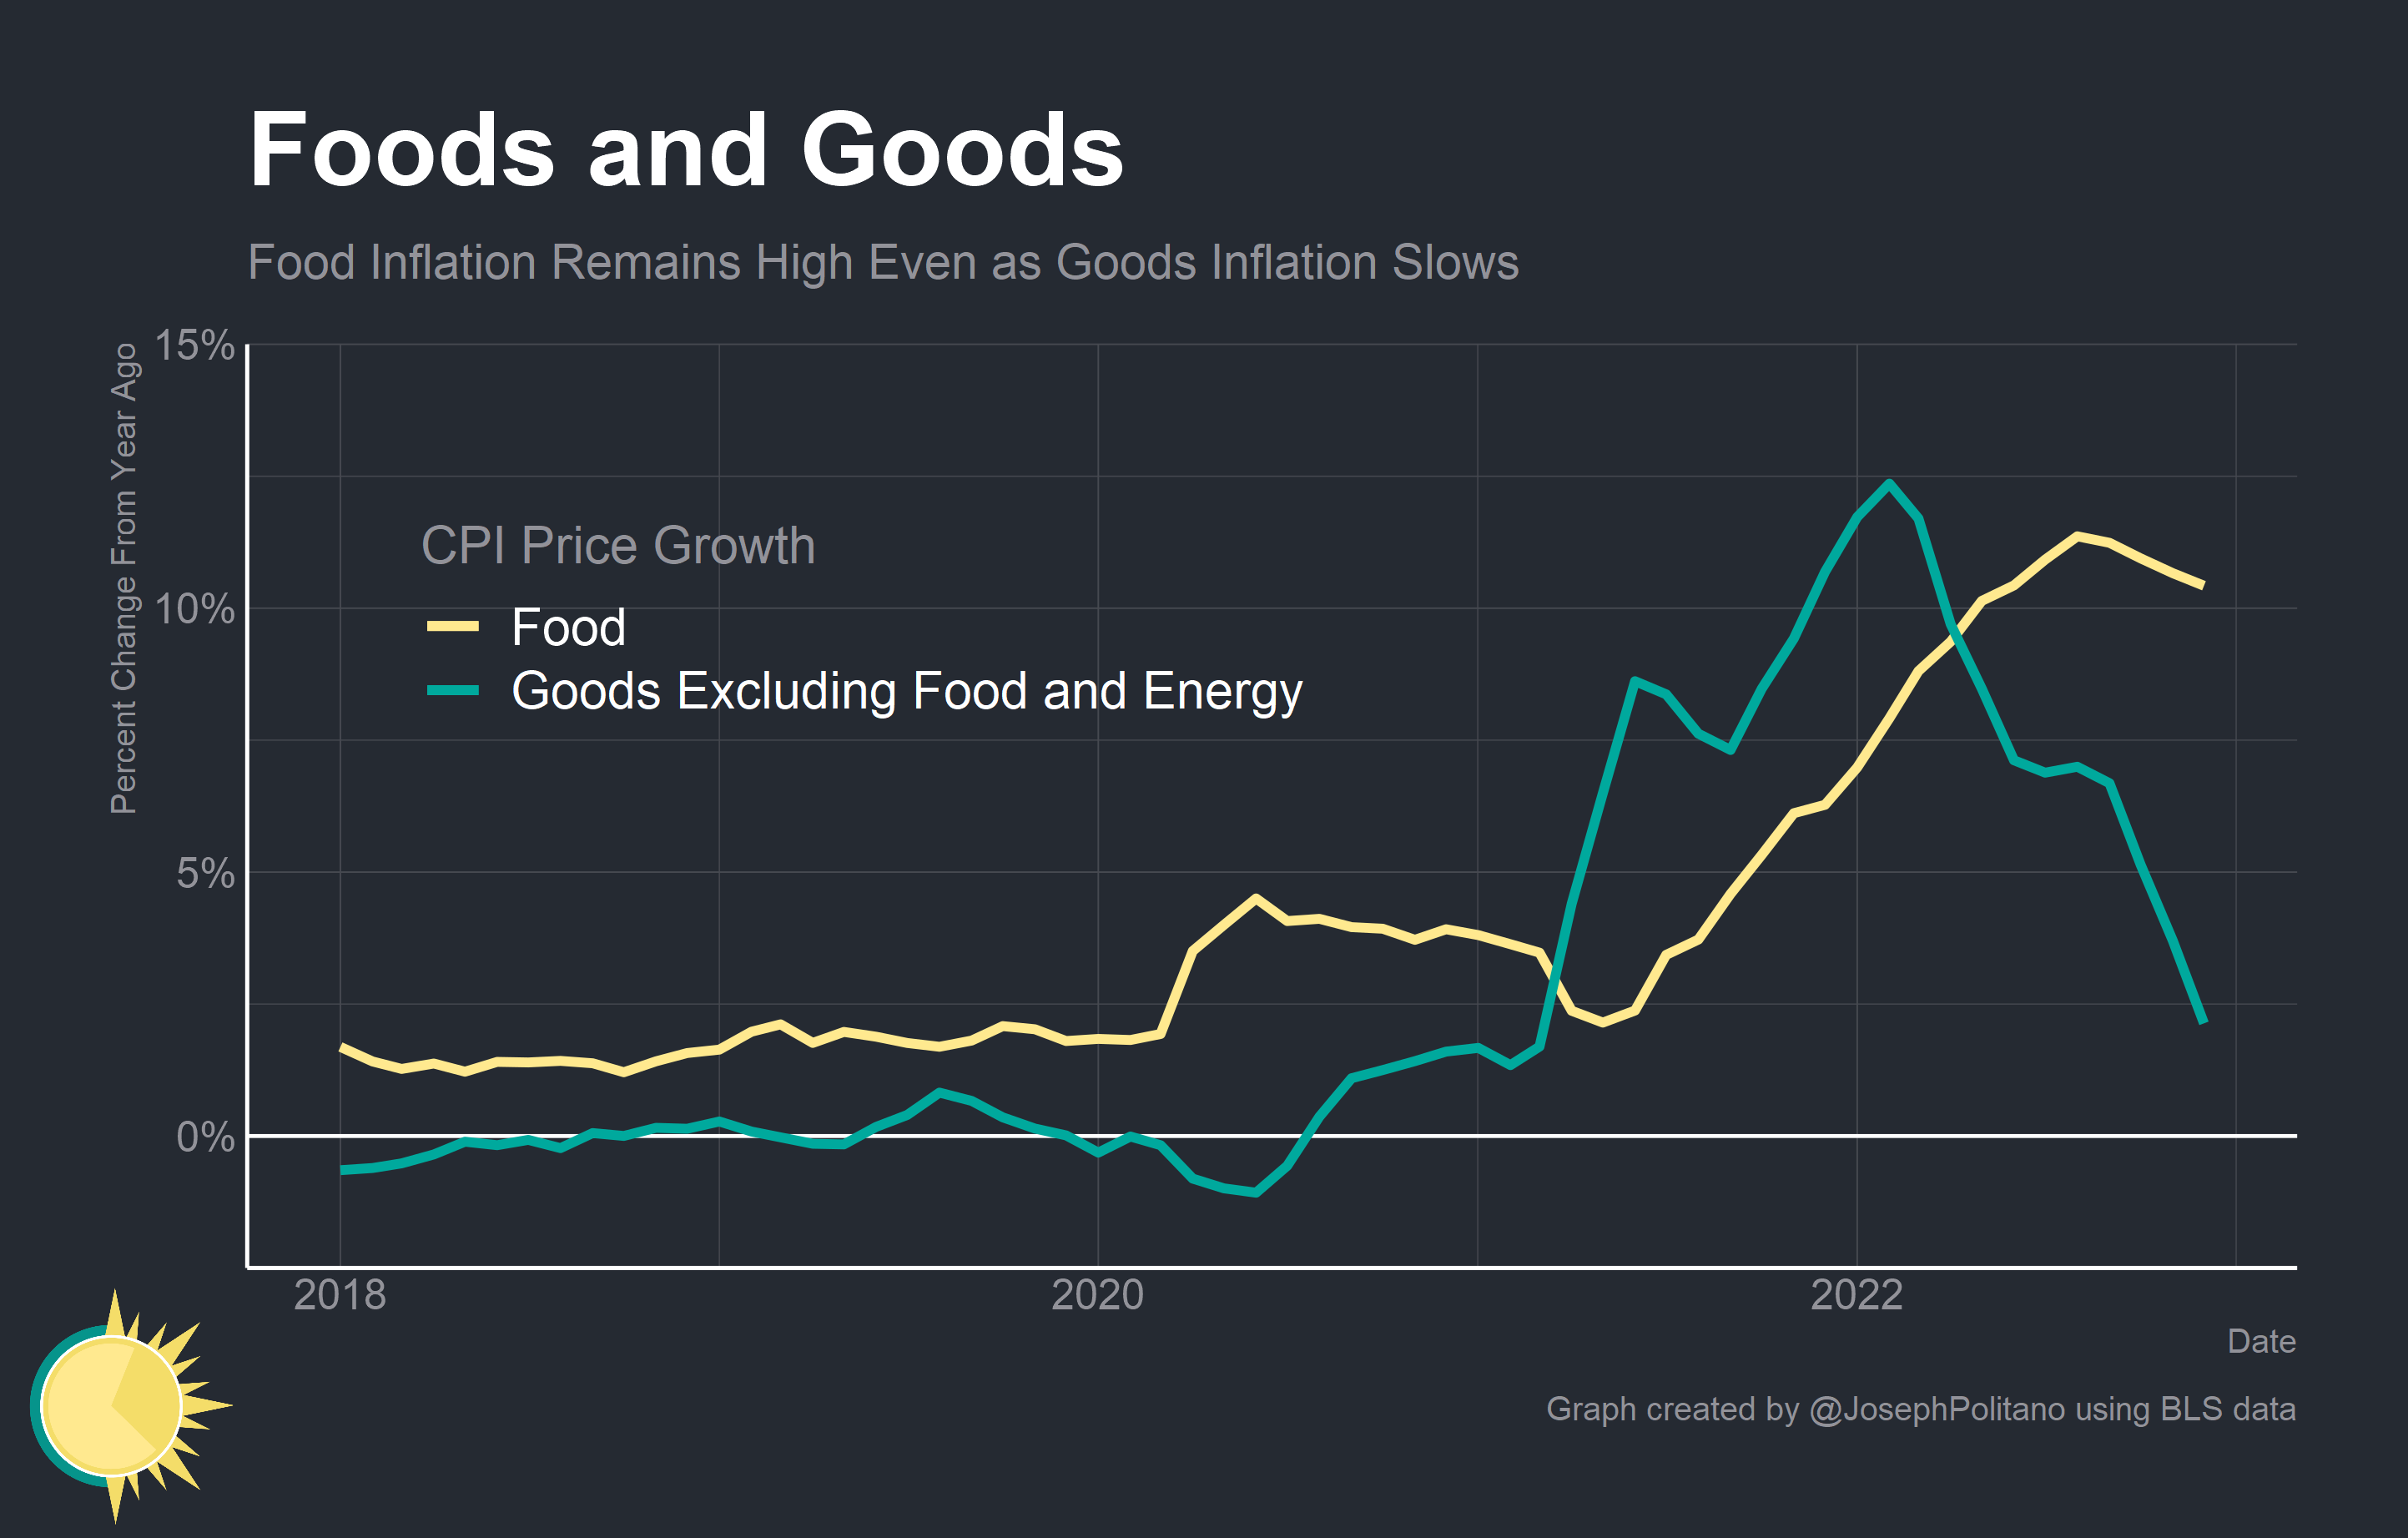 Foods and Goods
Food Inflation Remains High Even as Goods Inflation Slows
Percent Change From Year Ago
15%
10%
5%
0%
CPI Price Growth
Food
Goods Excluding Food and Energy
2018
2020
2022
Date
Graph created by @JosephPolitano using BLS data